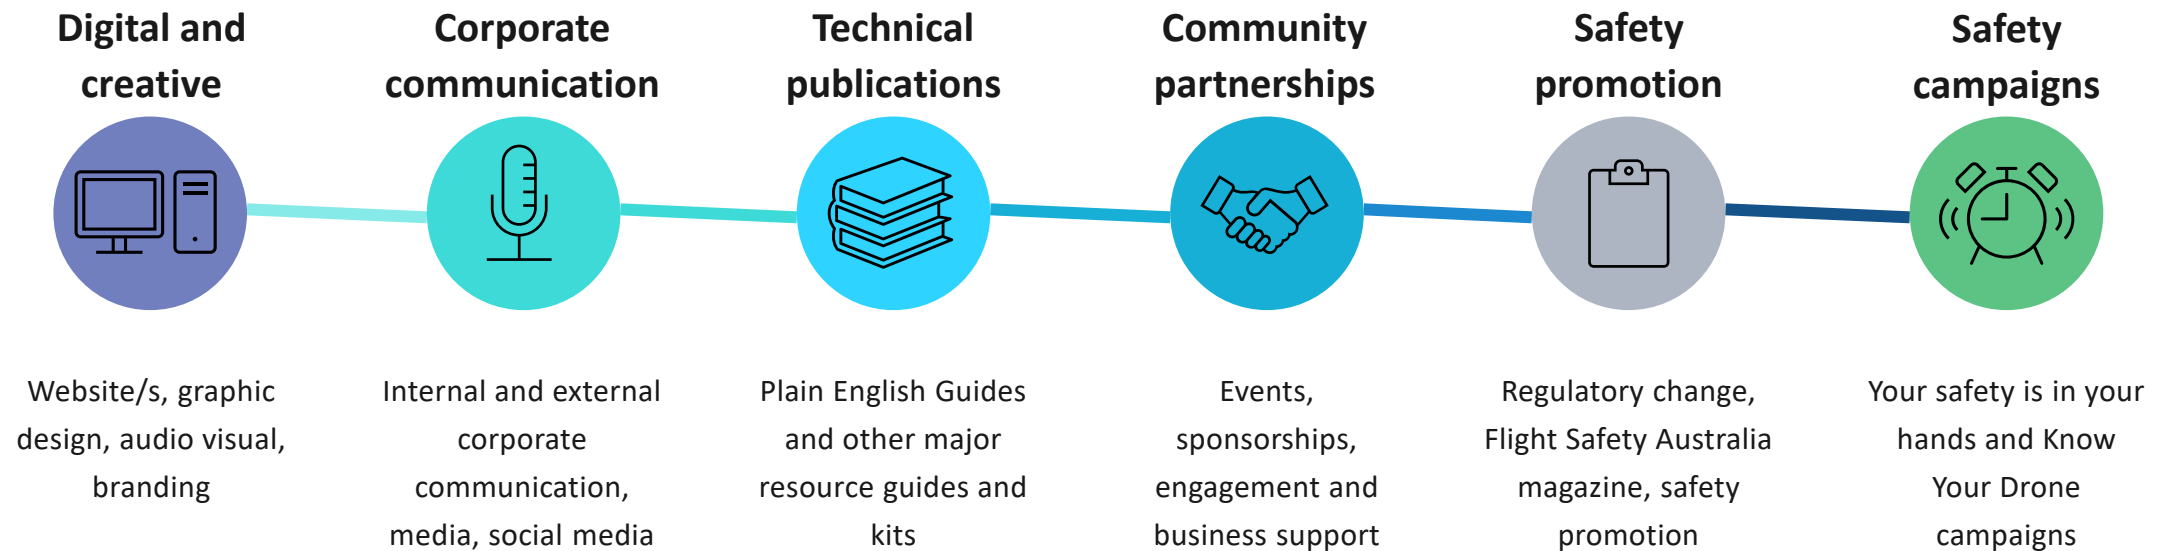 Digital and
creative
Website/s, graphic
design, audio visual,
branding
Corporate
communication
Internal and external
corporate
communication,
media, social media
Technical
publications
Plain English Guides
and other major
resource guides and
kits
Community
partnerships
Events,
sponsorships,
engagement and
business support
Safety
promotion
Regulatory change,
Flight Safety Australia
magazine, safety
promotion
Safety
campaigns
Your safety is in your
hands and Know
Your Drone
campaigns